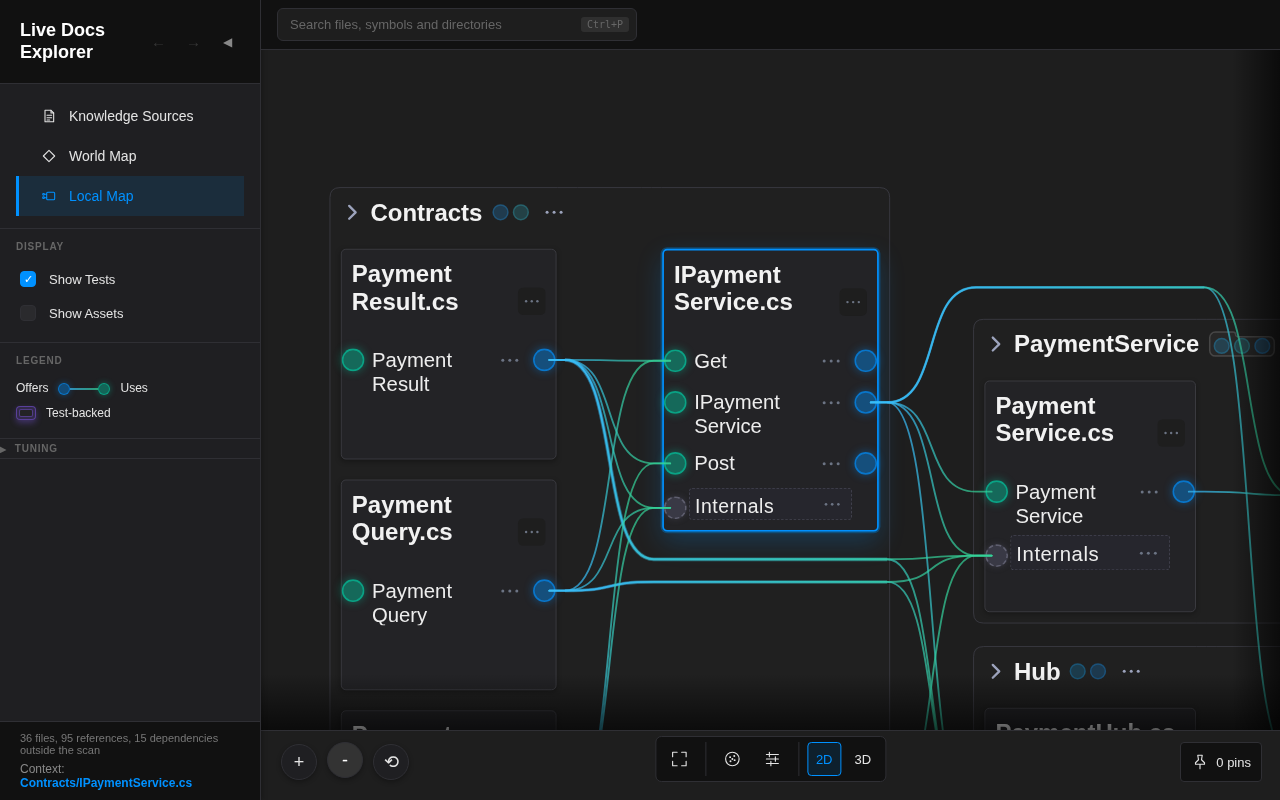 Live Docs
Explorer
← → ◀
Search files, symbols and directories
Ctrl+P
Knowledge Sources
World Map
Local Map
DISPLAY
Show Tests
Show Assets
LEGEND
Offers
Uses
Test-backed
TUNING
36 files, 95 references, 15 dependencies
outside the scan
Context:
Contracts/IPaymentService.cs
Contracts
Payment
Result.cs
Payment
Result
Payment
Query.cs
Payment
Query
IPayment
Service.cs
Get
IPayment
Service
Post
Internals
PaymentService
Payment
Service.cs
Payment
Service
Internals
Hub
PaymentHub.cs
Payment
+ - ⟲
2D
3D
0 pins